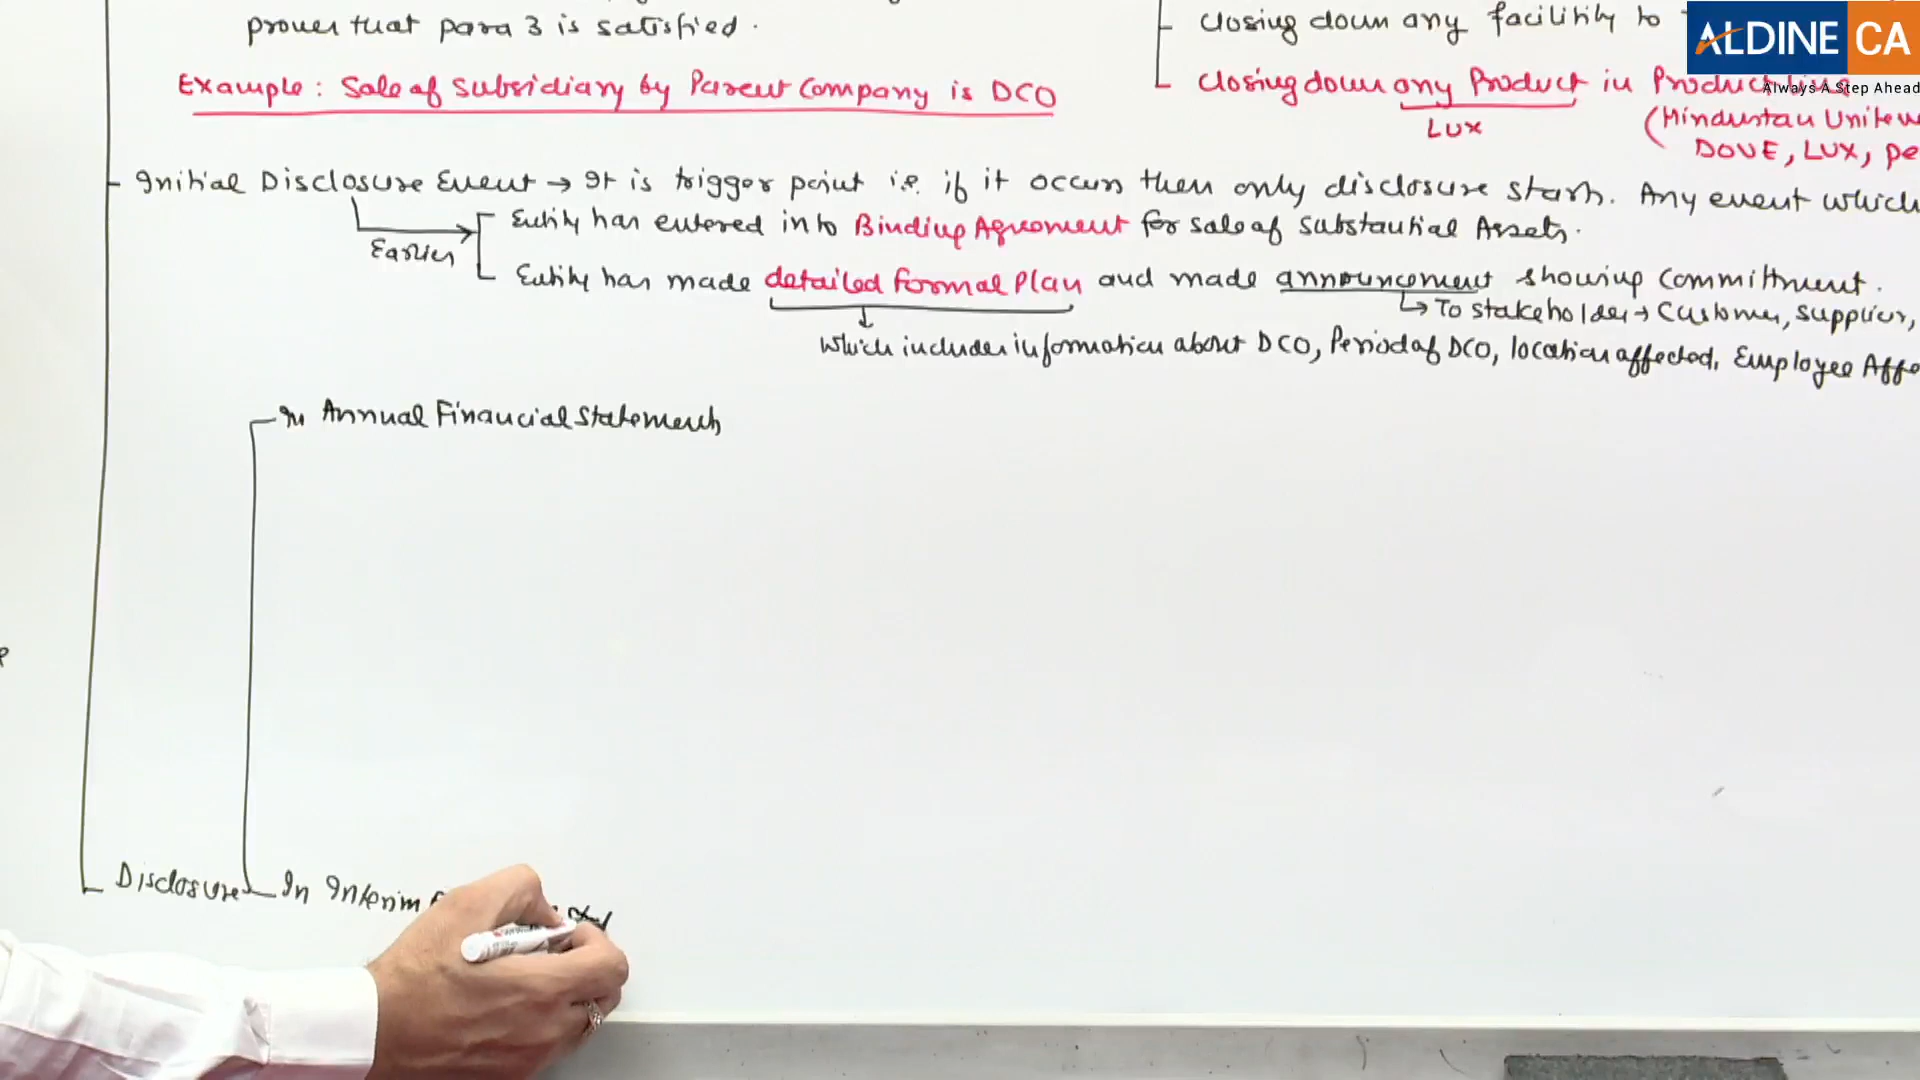 proves that para 3 is satisfied.
Example: Sale of Subsidiary by Parent Company is DCO
closing down any facility to
closing down any Product in Product Line
Lux
(Hindustan Unilev
DOVE, LUX, pe
ALDINE CA
Always A Step Ahead
Initial Disclosure Event → It is trigger point i.e. if it occurs then only disclosure starts. Any event which
Earlier
Entity has entered into Binding Agreement for sale of substantial Assets.
Entity has made detailed formal Plan and made announcement showing committment.
↳ To stakeholder → Customer, supplier,
which includes information about DCO, Period of DCO, location affected, Employee Affe
In Annual Financial Statements
Disclosure
In Interim